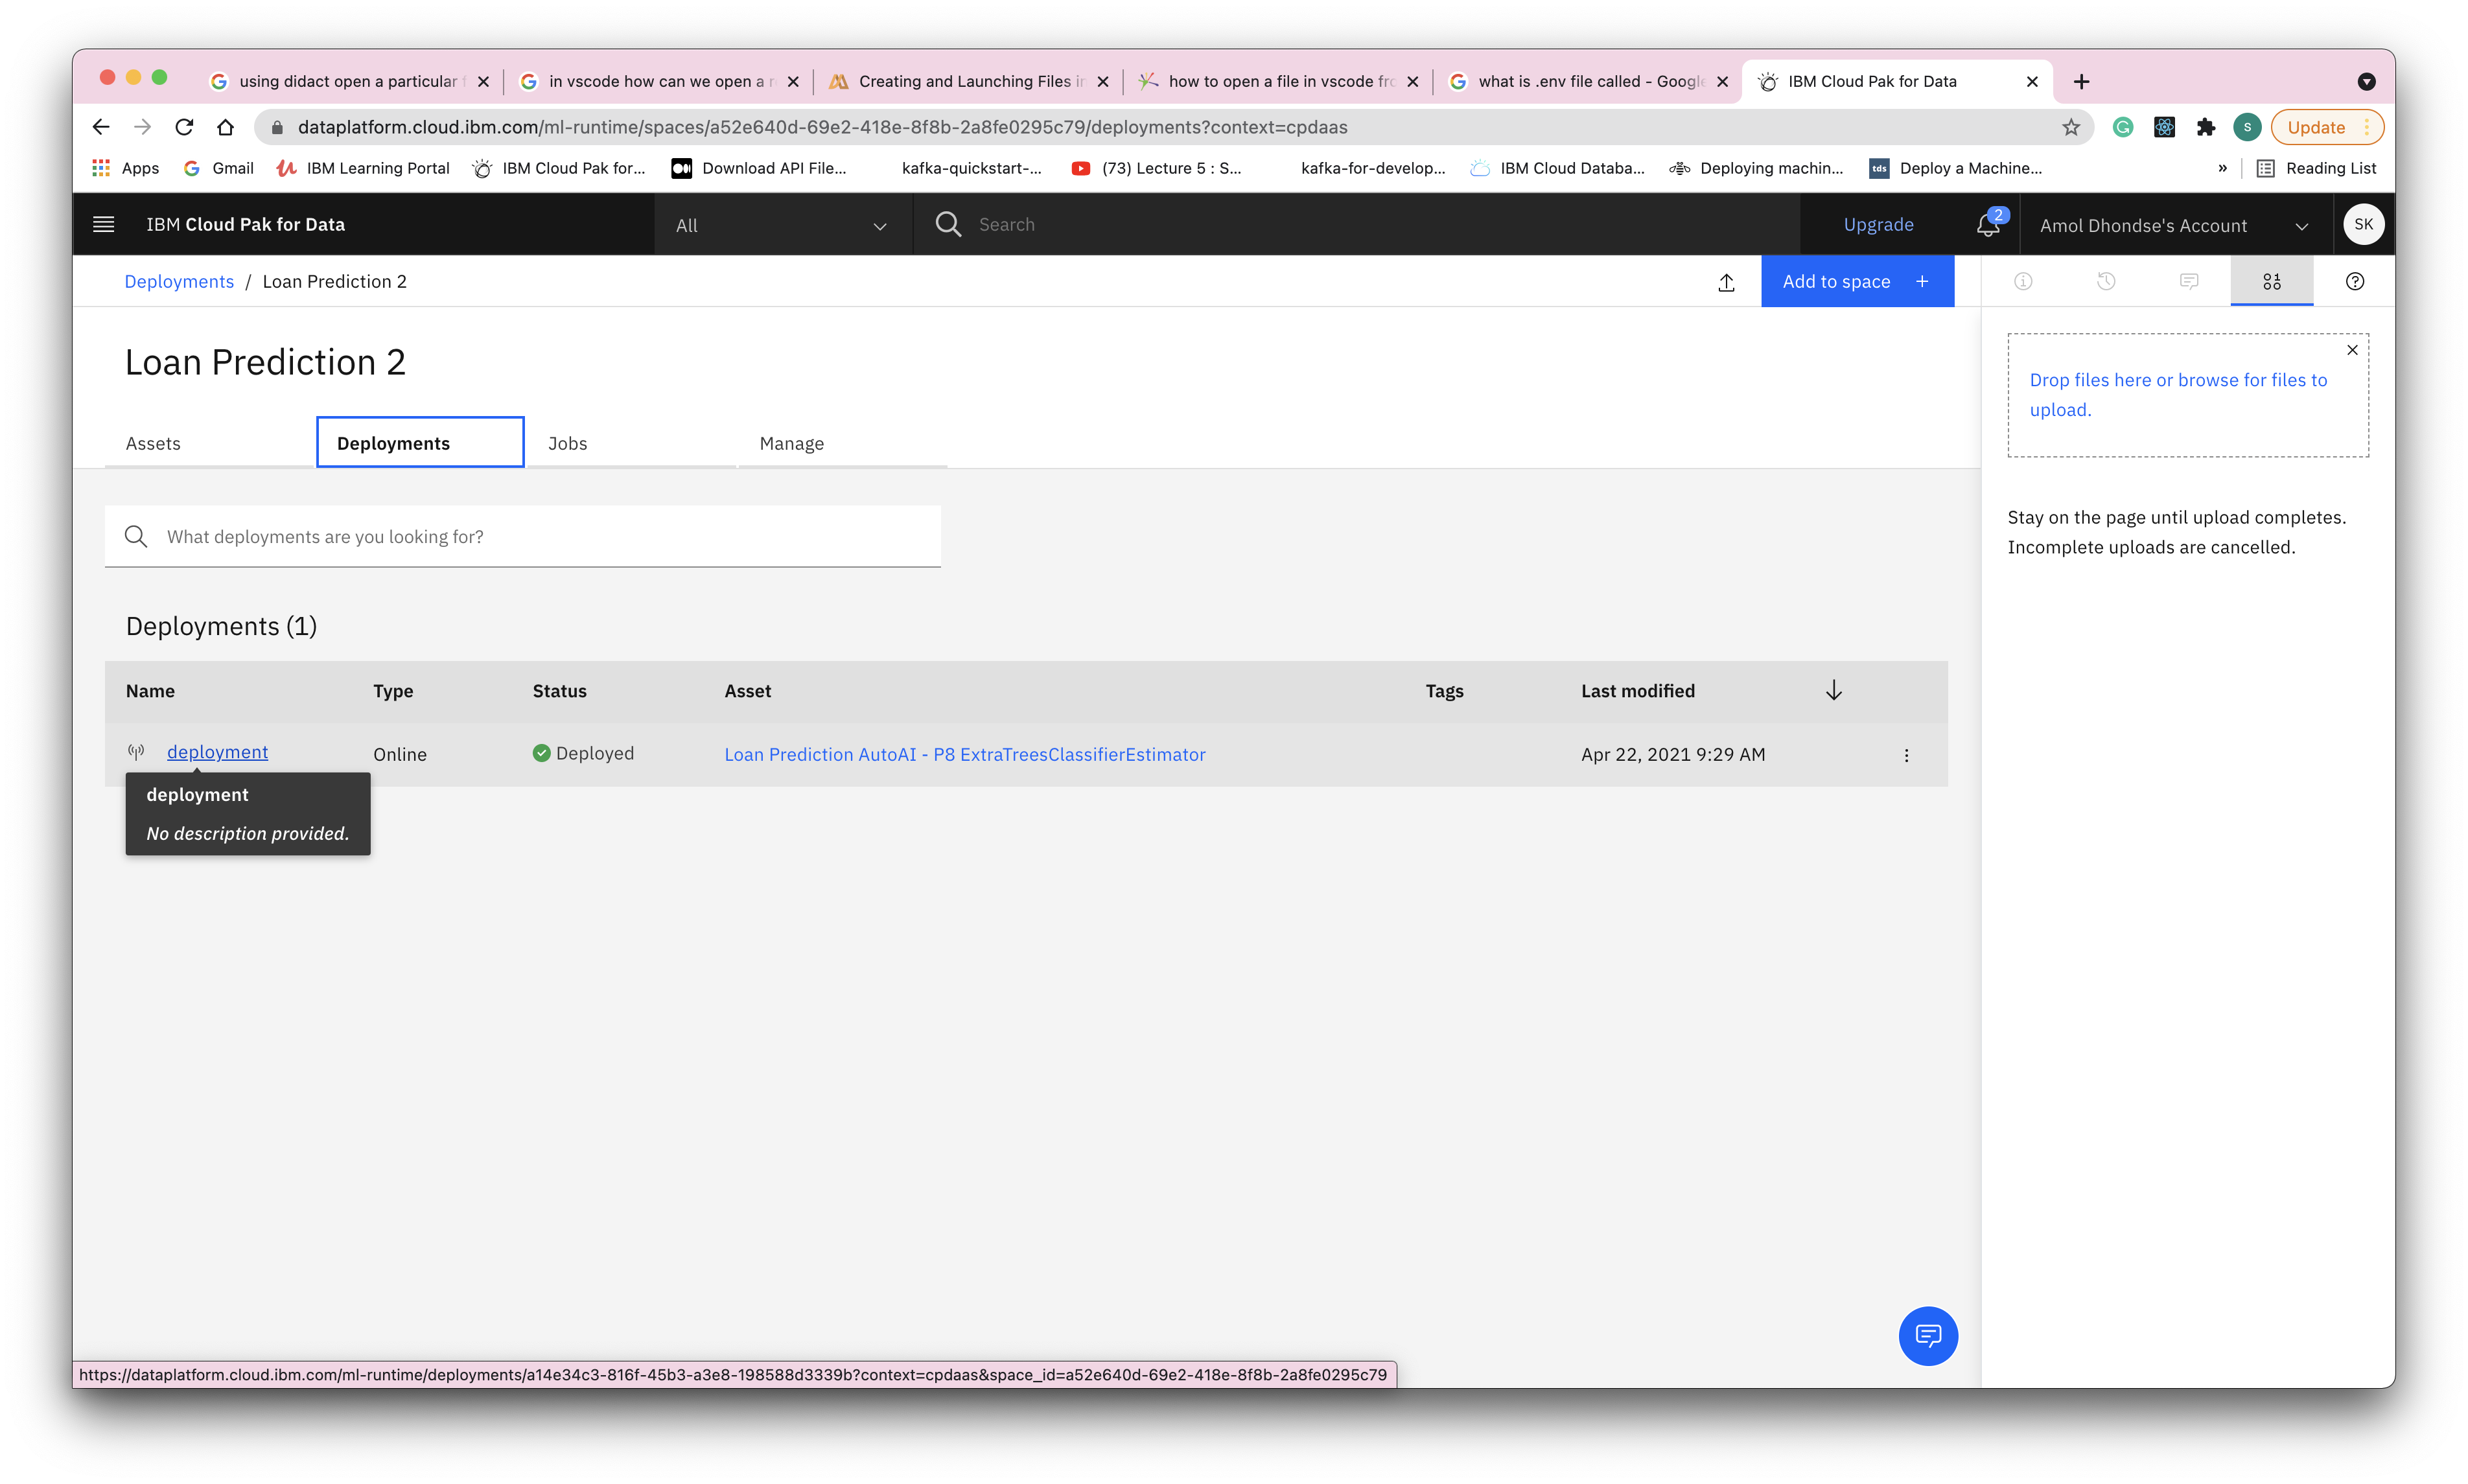 using didact open a particular f
in vscode how can we open a r
Creating and Launching Files in
how to open a file in vscode fro
what is .env file called - Google
IBM Cloud Pak for Data
dataplatform.cloud.ibm.com/ml-runtime/spaces/a52e640d-69e2-418e-8f8b-2a8fe0295c79/deployments?context=cpdaas
S
Update
Apps
Gmail
IBM Learning Portal
IBM Cloud Pak for...
Download API File...
kafka-quickstart-...
(73) Lecture 5 : S...
kafka-for-develop...
IBM Cloud Databa...
Deploying machin...
tds
Deploy a Machine...
»
Reading List
IBM Cloud Pak for Data
All
Search
Upgrade
2
Amol Dhondse's Account
SK
Deployments / Loan Prediction 2
Add to space +
Loan Prediction 2
Assets
Deployments
Jobs
Manage
Drop files here or browse for files to
upload.
Stay on the page until upload completes.
Incomplete uploads are cancelled.
What deployments are you looking for?
Deployments (1)
Name Type Status Asset Tags Last modified
deployment Online Deployed Loan Prediction AutoAI - P8 ExtraTreesClassifierEstimator Apr 22, 2021 9:29 AM
deployment
No description provided.
https://dataplatform.cloud.ibm.com/ml-runtime/deployments/a14e34c3-816f-45b3-a3e8-198588d3339b?context=cpdaas&space_id=a52e640d-69e2-418e-8f8b-2a8fe0295c79